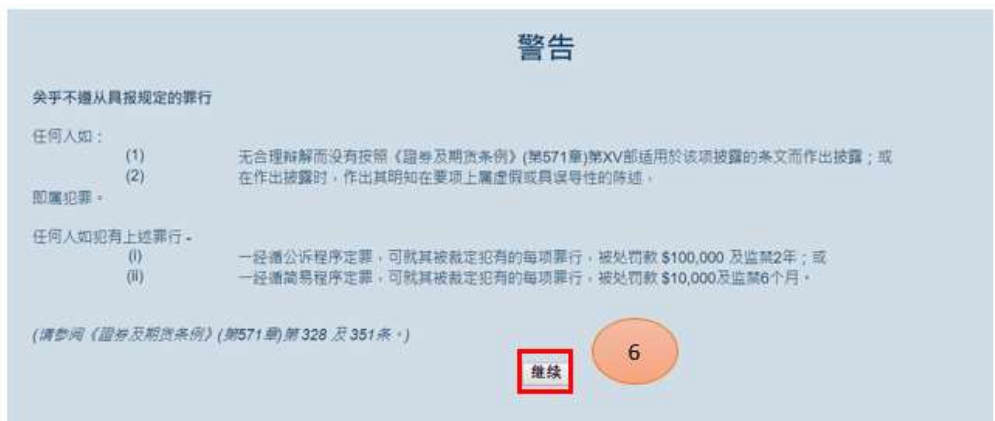 警告
关乎不遵从具报规定的罪行
任何人如：
(1) 无合理辩解而没有按照《證券及期货条例》(第571章)第XV部适用於该项披露的条文而作出披露；或
(2) 在作出披露时，作出其明知在要项上属虚假或具误导性的陈述，
即属犯罪。
任何人如犯有上述罪行 -
(i) 一经循公诉程序定罪，可就其被裁定犯有的每项罪行，被处罚款 $100,000 及监禁2年；或
(ii) 一经循简易程序定罪，可就其被裁定犯有的每项罪行，被处罚款 $10,000及监禁6个月。
(请参阅《證券及期货条例》(第571章)第 328 及 351条。)
继续
6